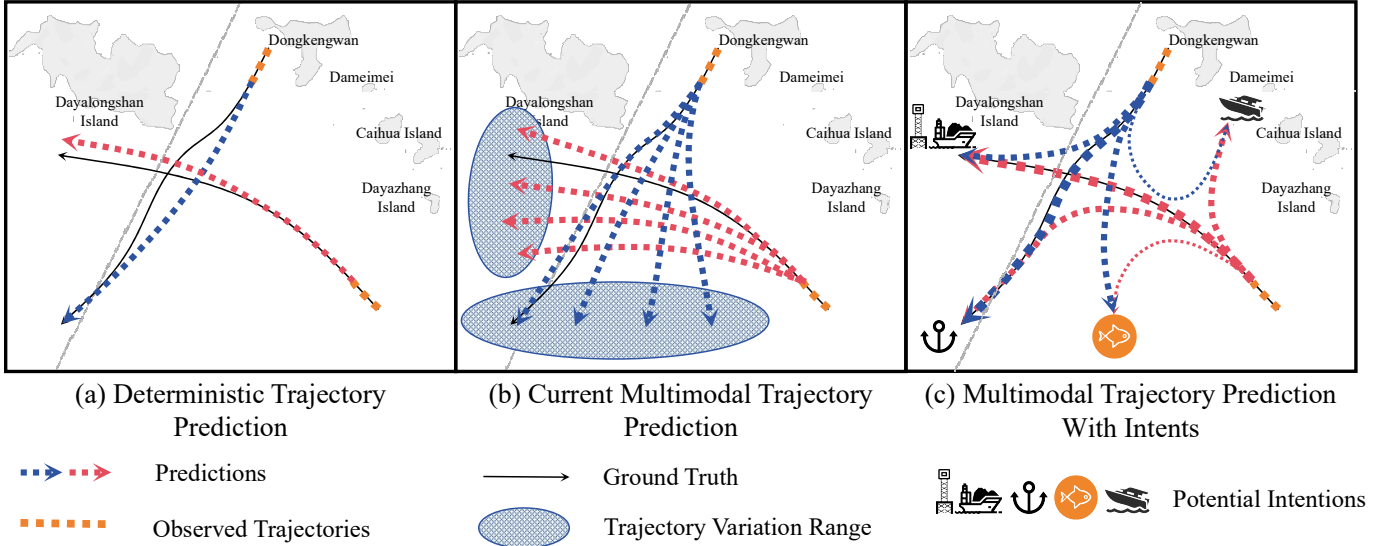 Dongkengwan
Dameimei
Dayalongshan
Island
Caihua Island
Dayazhang
Island
Dongkengwan
Dameimei
Dayalongshan
Island
Caihua Island
Dayazhang
Island
Dongkengwan
Dameimei
Dayalongshan
Island
Caihua Island
Dayazhang
Island
(a) Deterministic Trajectory
Prediction
(b) Current Multimodal Trajectory
Prediction
(c) Multimodal Trajectory Prediction
With Intents
Predictions
Ground Truth
Potential Intentions
Observed Trajectories
Trajectory Variation Range